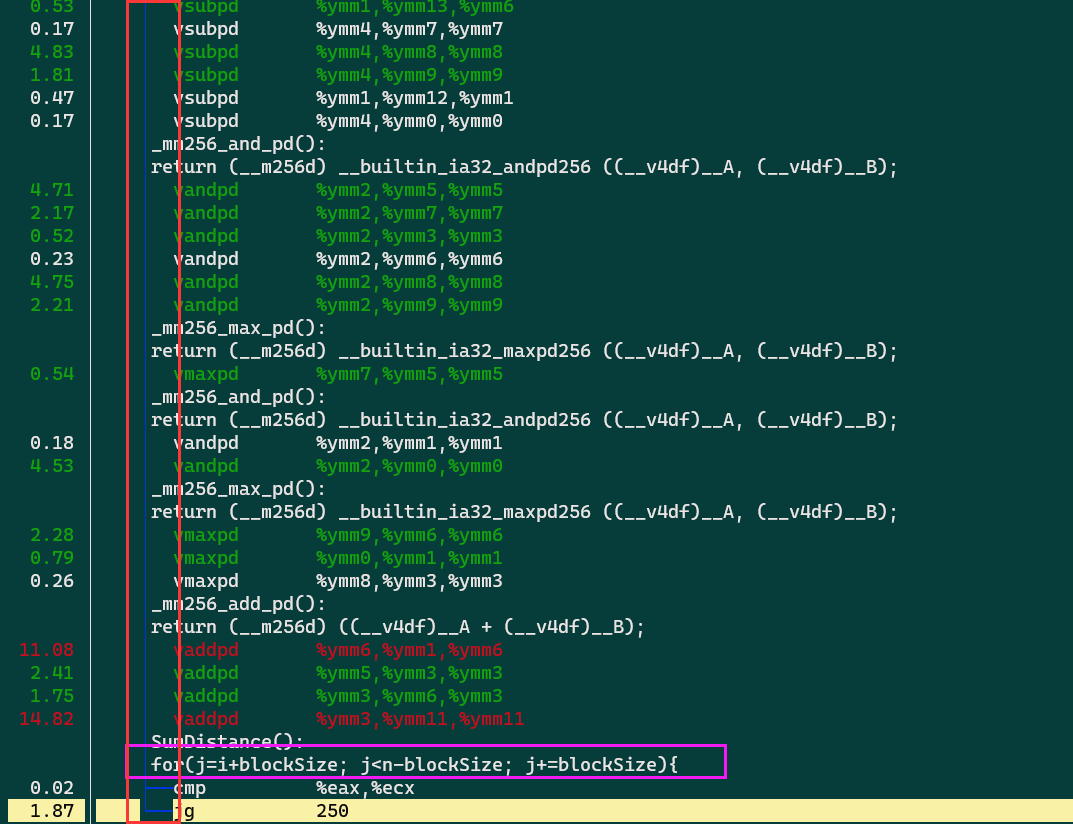 0.53 vsubpd %ymm1,%ymm13,%ymm6
0.17 vsubpd %ymm4,%ymm7,%ymm7
4.83 vsubpd %ymm4,%ymm8,%ymm8
1.81 vsubpd %ymm4,%ymm9,%ymm9
0.47 vsubpd %ymm1,%ymm12,%ymm1
0.17 vsubpd %ymm4,%ymm0,%ymm0
_mm256_and_pd():
return (__m256d) __builtin_ia32_andpd256 ((__v4df)__A, (__v4df)__B);
4.71 vandpd %ymm2,%ymm5,%ymm5
2.17 vandpd %ymm2,%ymm7,%ymm7
0.52 vandpd %ymm2,%ymm3,%ymm3
0.23 vandpd %ymm2,%ymm6,%ymm6
4.75 vandpd %ymm2,%ymm8,%ymm8
2.21 vandpd %ymm2,%ymm9,%ymm9
_mm256_max_pd():
return (__m256d) __builtin_ia32_maxpd256 ((__v4df)__A, (__v4df)__B);
0.54 vmaxpd %ymm7,%ymm5,%ymm5
_mm256_and_pd():
return (__m256d) __builtin_ia32_andpd256 ((__v4df)__A, (__v4df)__B);
0.18 vandpd %ymm2,%ymm1,%ymm1
4.53 vandpd %ymm2,%ymm0,%ymm0
_mm256_max_pd():
return (__m256d) __builtin_ia32_maxpd256 ((__v4df)__A, (__v4df)__B);
2.28 vmaxpd %ymm9,%ymm6,%ymm6
0.79 vmaxpd %ymm0,%ymm1,%ymm1
0.26 vmaxpd %ymm8,%ymm3,%ymm3
_mm256_add_pd():
return (__m256d) ((__v4df)__A + (__v4df)__B);
11.08 vaddpd %ymm6,%ymm1,%ymm6
2.41 vaddpd %ymm5,%ymm3,%ymm3
1.75 vaddpd %ymm3,%ymm6,%ymm3
14.82 vaddpd %ymm3,%ymm11,%ymm11
SumDistance():
for(j=i+blockSize; j<n-blockSize; j+=blockSize){
0.02 cmp %eax,%ecx
1.87 jg 250